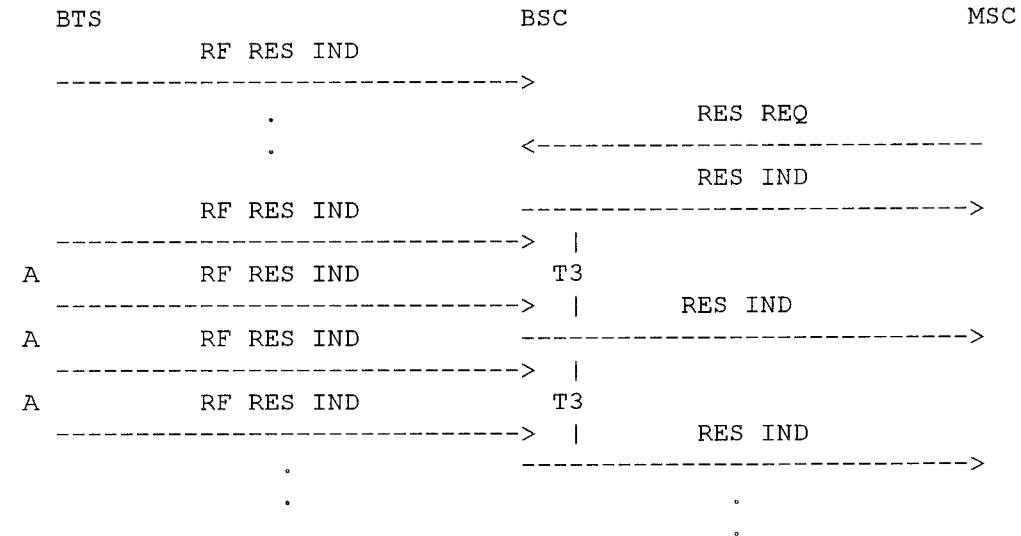 BTS BSC MSC
RF RES IND
------------------------------>
. RES REQ
. <-----------------------------
RES IND
RF RES IND ----------------------------->
------------------------------> |
A RF RES IND T3
------------------------------> | RES IND
A RF RES IND ----------------------------->
------------------------------> |
A RF RES IND T3
------------------------------> | RES IND
. ----------------------------->
. .
.